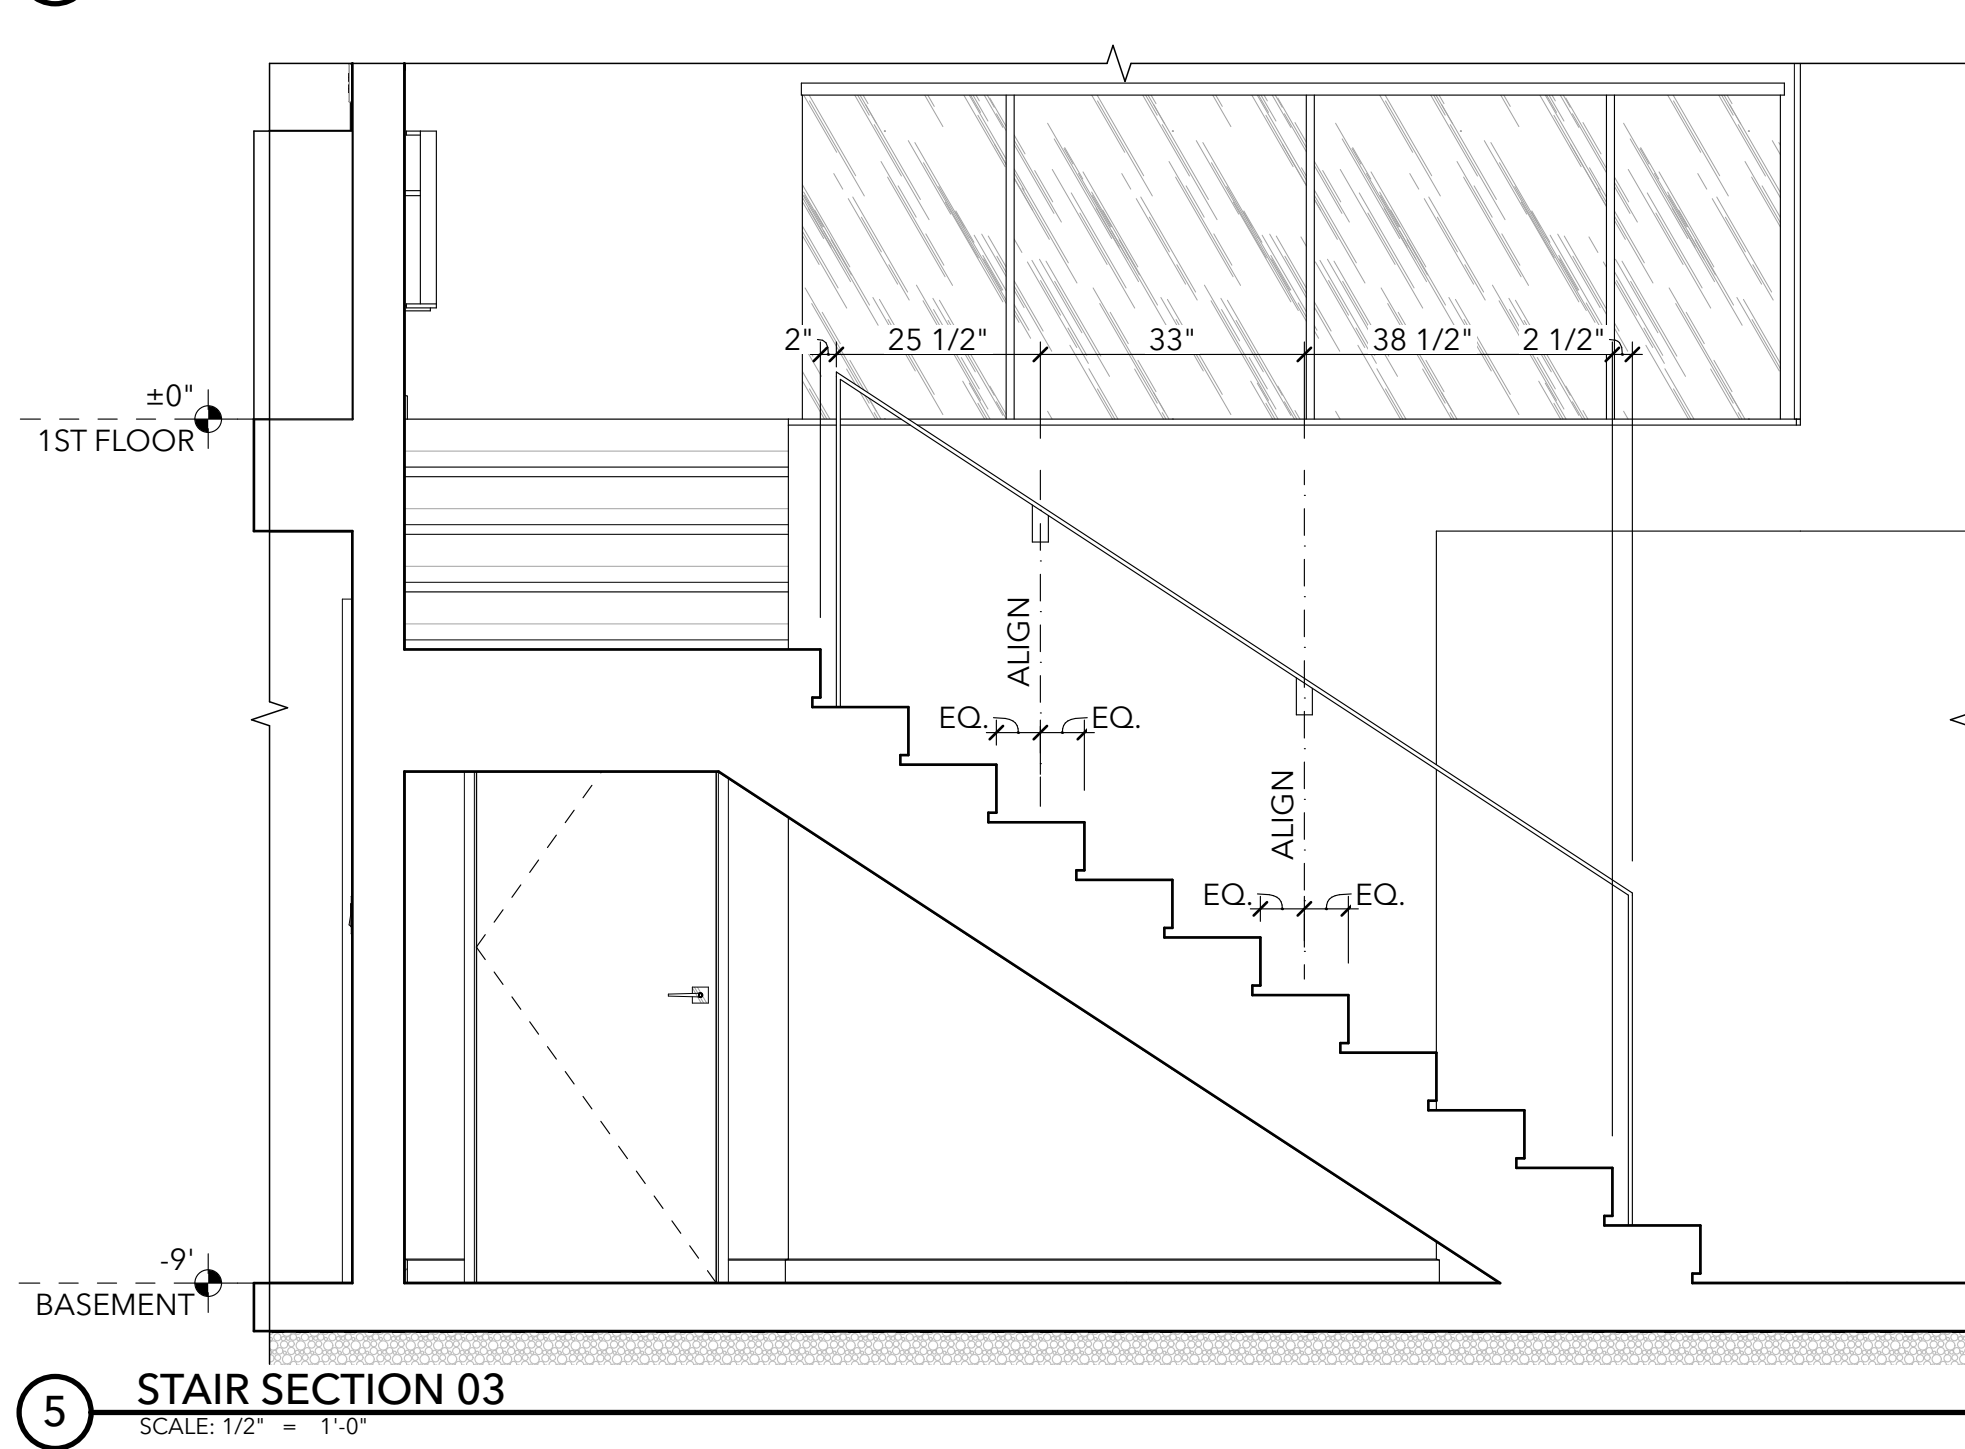 2" 25 1/2" 33" 38 1/2" 2 1/2"
±0"
1ST FLOOR
ALIGN
EQ. EQ.
ALIGN
EQ. EQ.
-9'
BASEMENT
5 STAIR SECTION 03
SCALE: 1/2" = 1'-0"